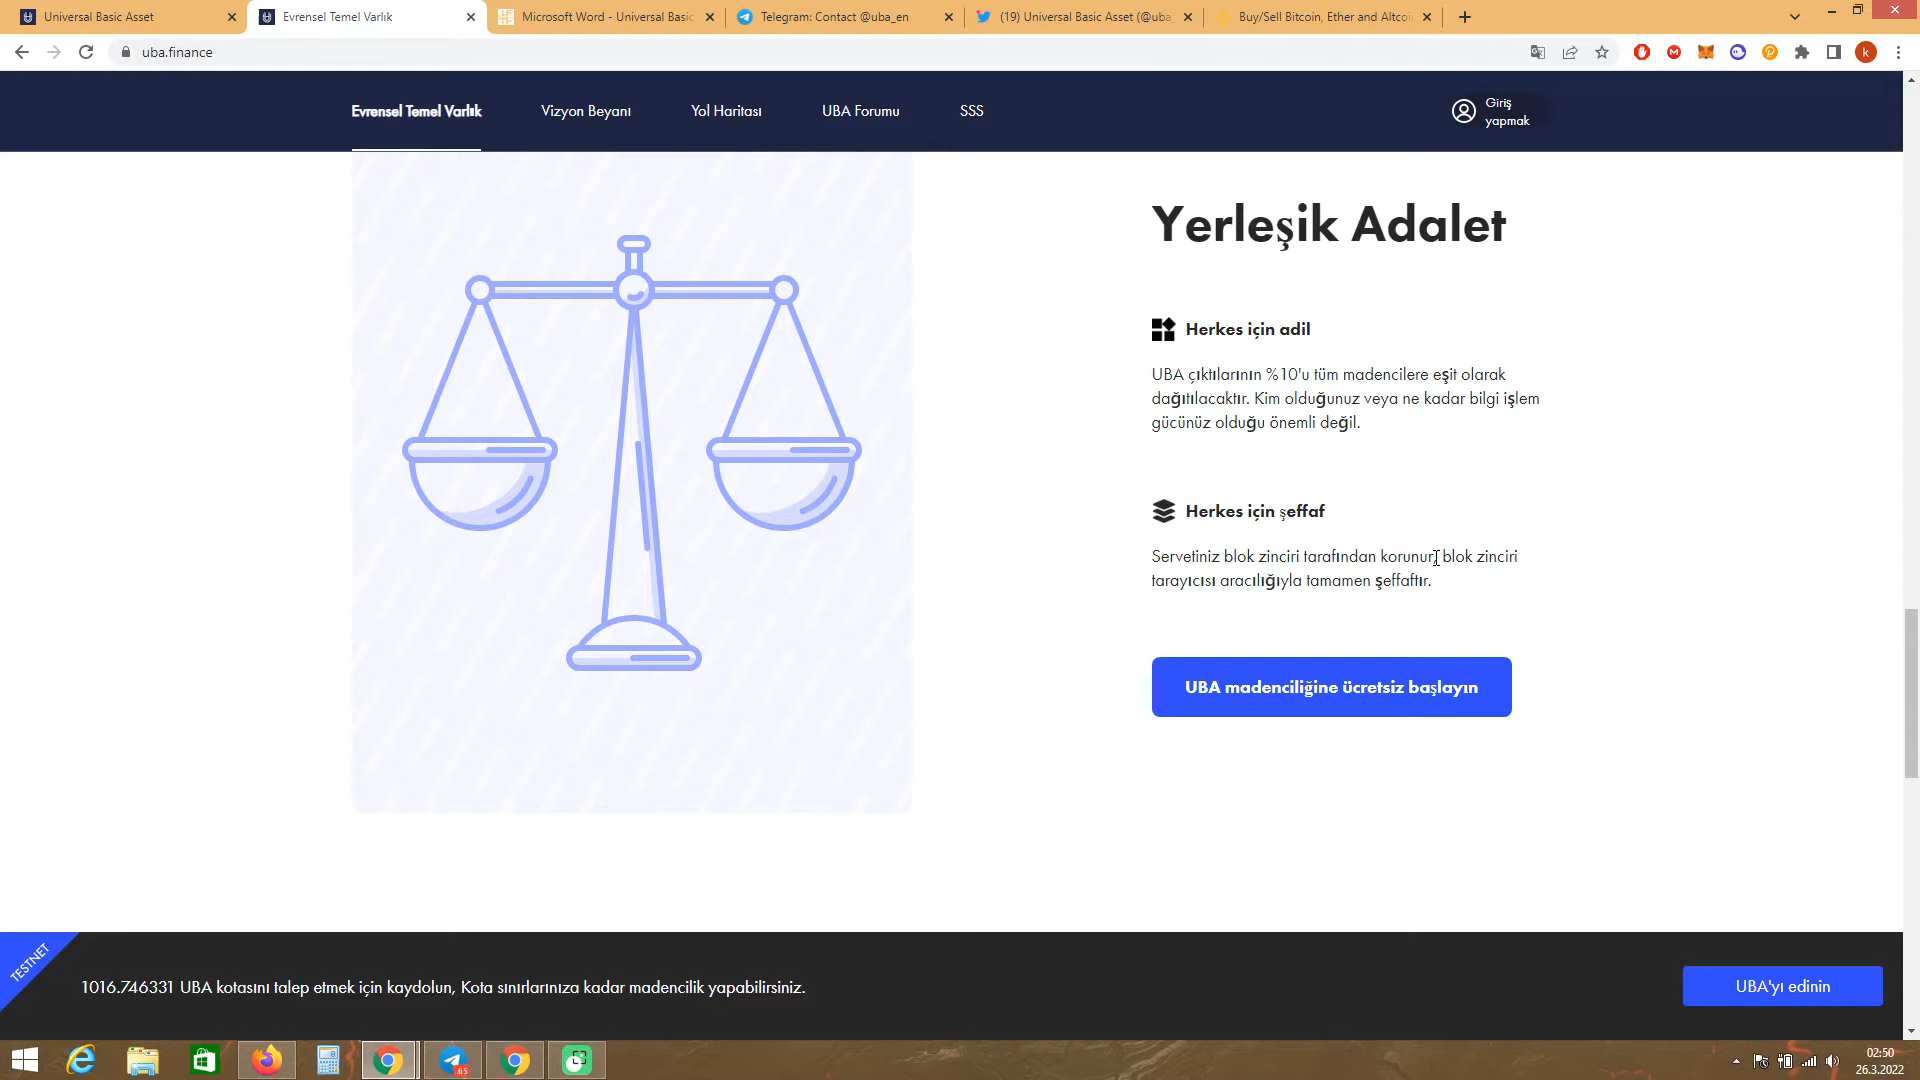 Universal Basic Asset
Evrensel Temel Varlık
Microsoft Word - Universal Basic
Telegram: Contact @uba_en
(19) Universal Basic Asset (@uba_
Buy/Sell Bitcoin, Ether and Altcoi
uba.finance
k
Evrensel Temel Varlık
Vizyon Beyanı
Yol Haritası
UBA Forumu
SSS
Giriş
yapmak
Yerleşik Adalet
Herkes için adil
UBA çıktılarının %10'u tüm madencilere eşit olarak
dağıtılacaktır. Kim olduğunuz veya ne kadar bilgi işlem
gücünüz olduğu önemli değil.
Herkes için şeffaf
Servetiniz blok zinciri tarafından korunur, blok zinciri
tarayıcısı aracılığıyla tamamen şeffaftır.
UBA madenciliğine ücretsiz başlayın
TESTNET
1016.746331 UBA kotasını talep etmek için kaydolun, Kota sınırlarınıza kadar madencilik yapabilirsiniz.
UBA'yı edinin
65
02:50
26.3.2022